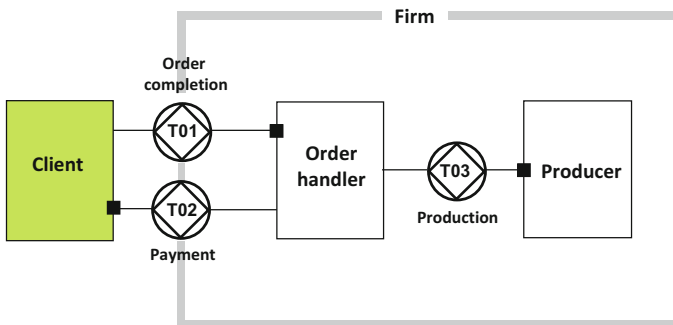 Firm
Order
completion
T01
Client
Order
handler
T03
Producer
T02
Production
Payment